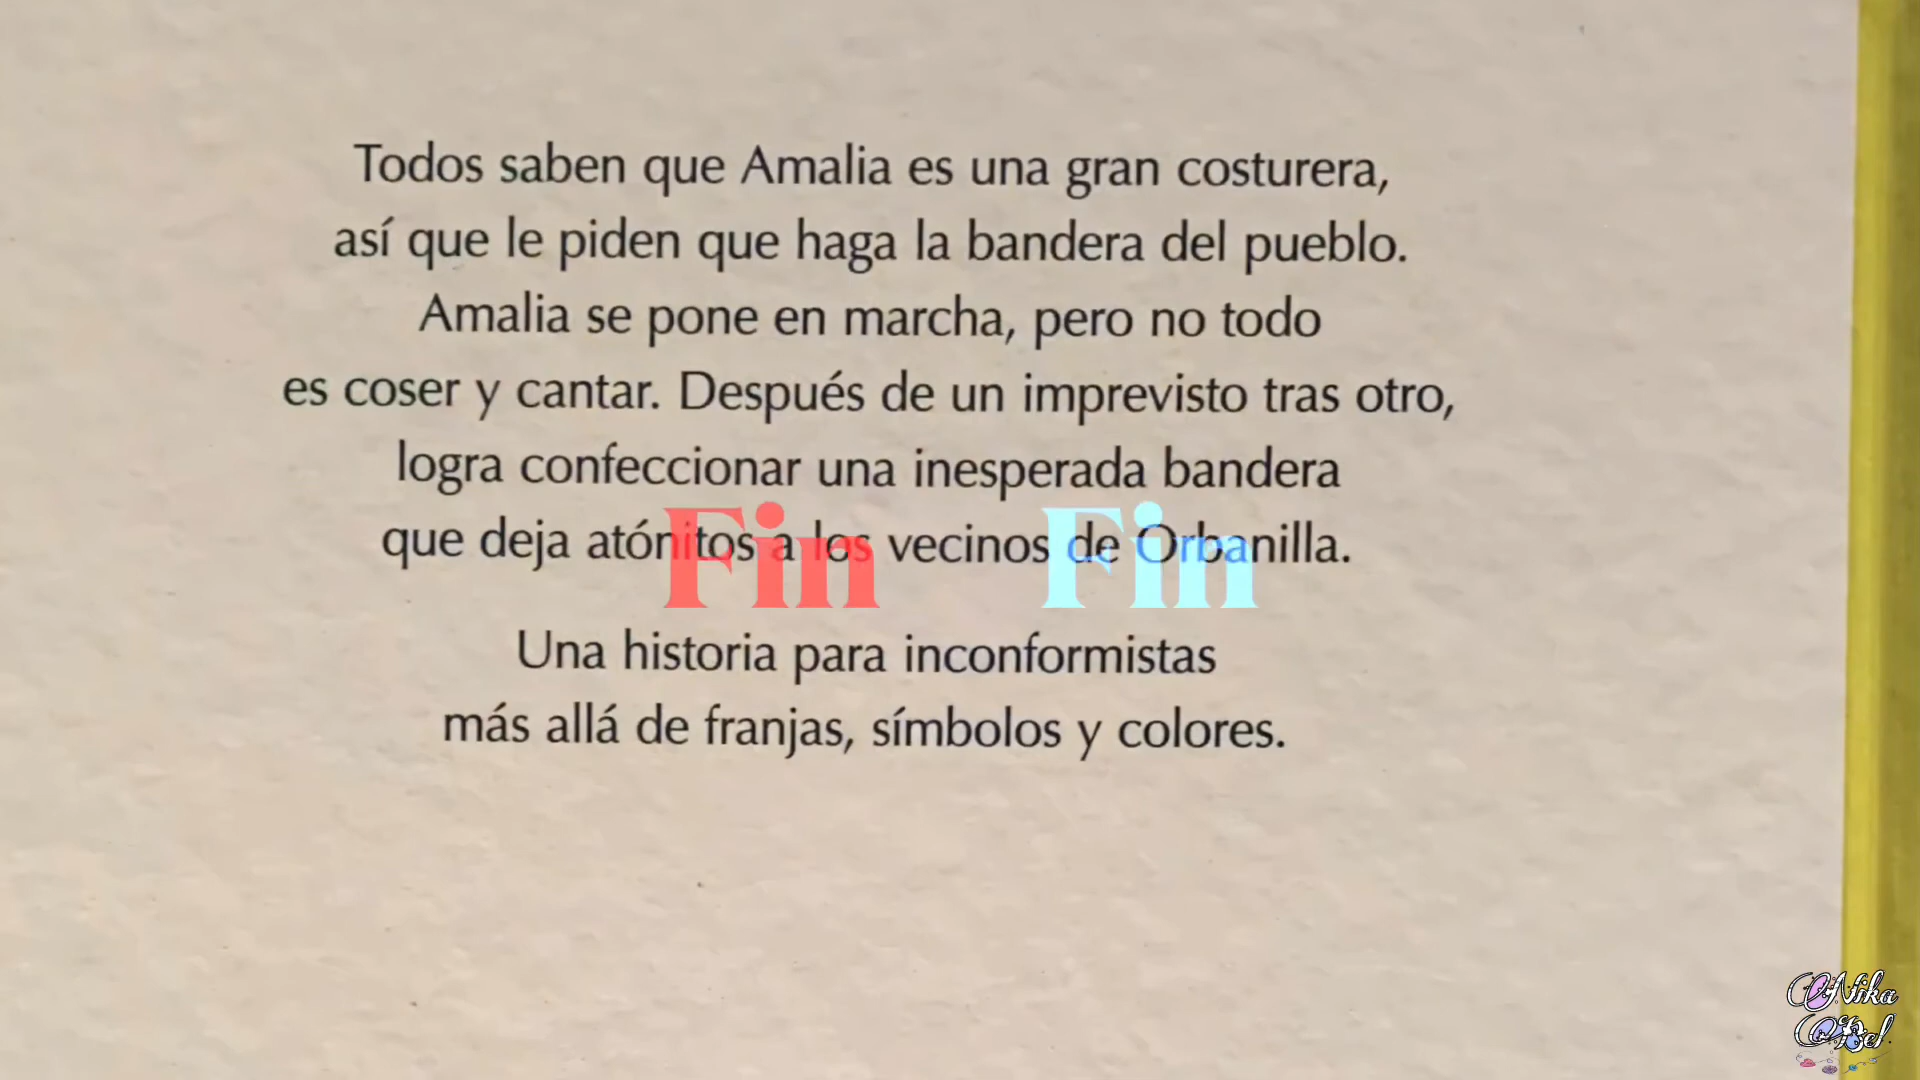 Todos saben que Amalia es una gran costurera,
así que le piden que haga la bandera del pueblo.
Amalia se pone en marcha, pero no todo
es coser y cantar. Después de un imprevisto tras otro,
logra confeccionar una inesperada bandera
que deja atónitos a los vecinos de Orbanilla.
Fin Fin
Una historia para inconformistas
más allá de franjas, símbolos y colores.
Nika
Bel.